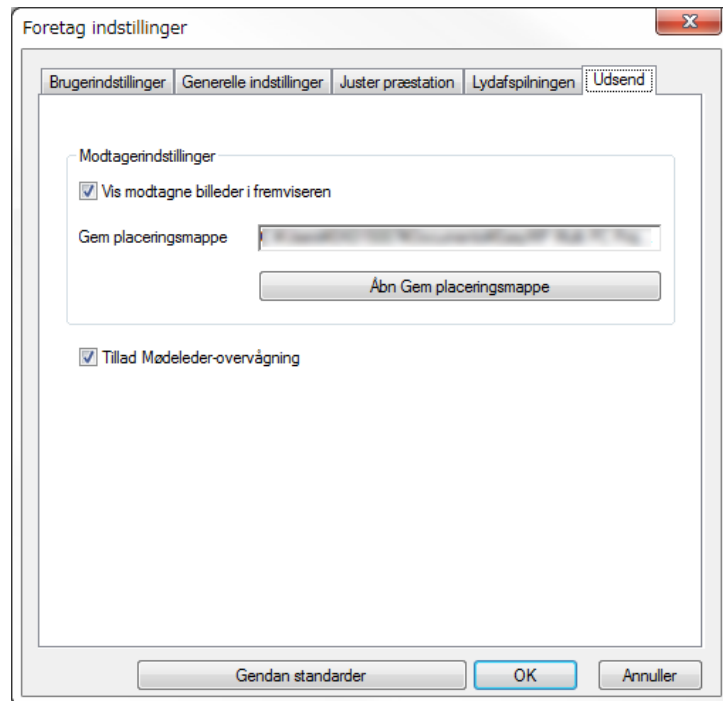 Foretag indstillinger
Brugerindstillinger Generelle indstillinger Juster præstation Lydafspilningen Udsend
Modtagerindstillinger
Vis modtagne billeder i fremviseren
Gem placeringsmappe
Åbn Gem placeringsmappe
Tillad Mødeleder-overvågning
Gendan standarder OK Annuller